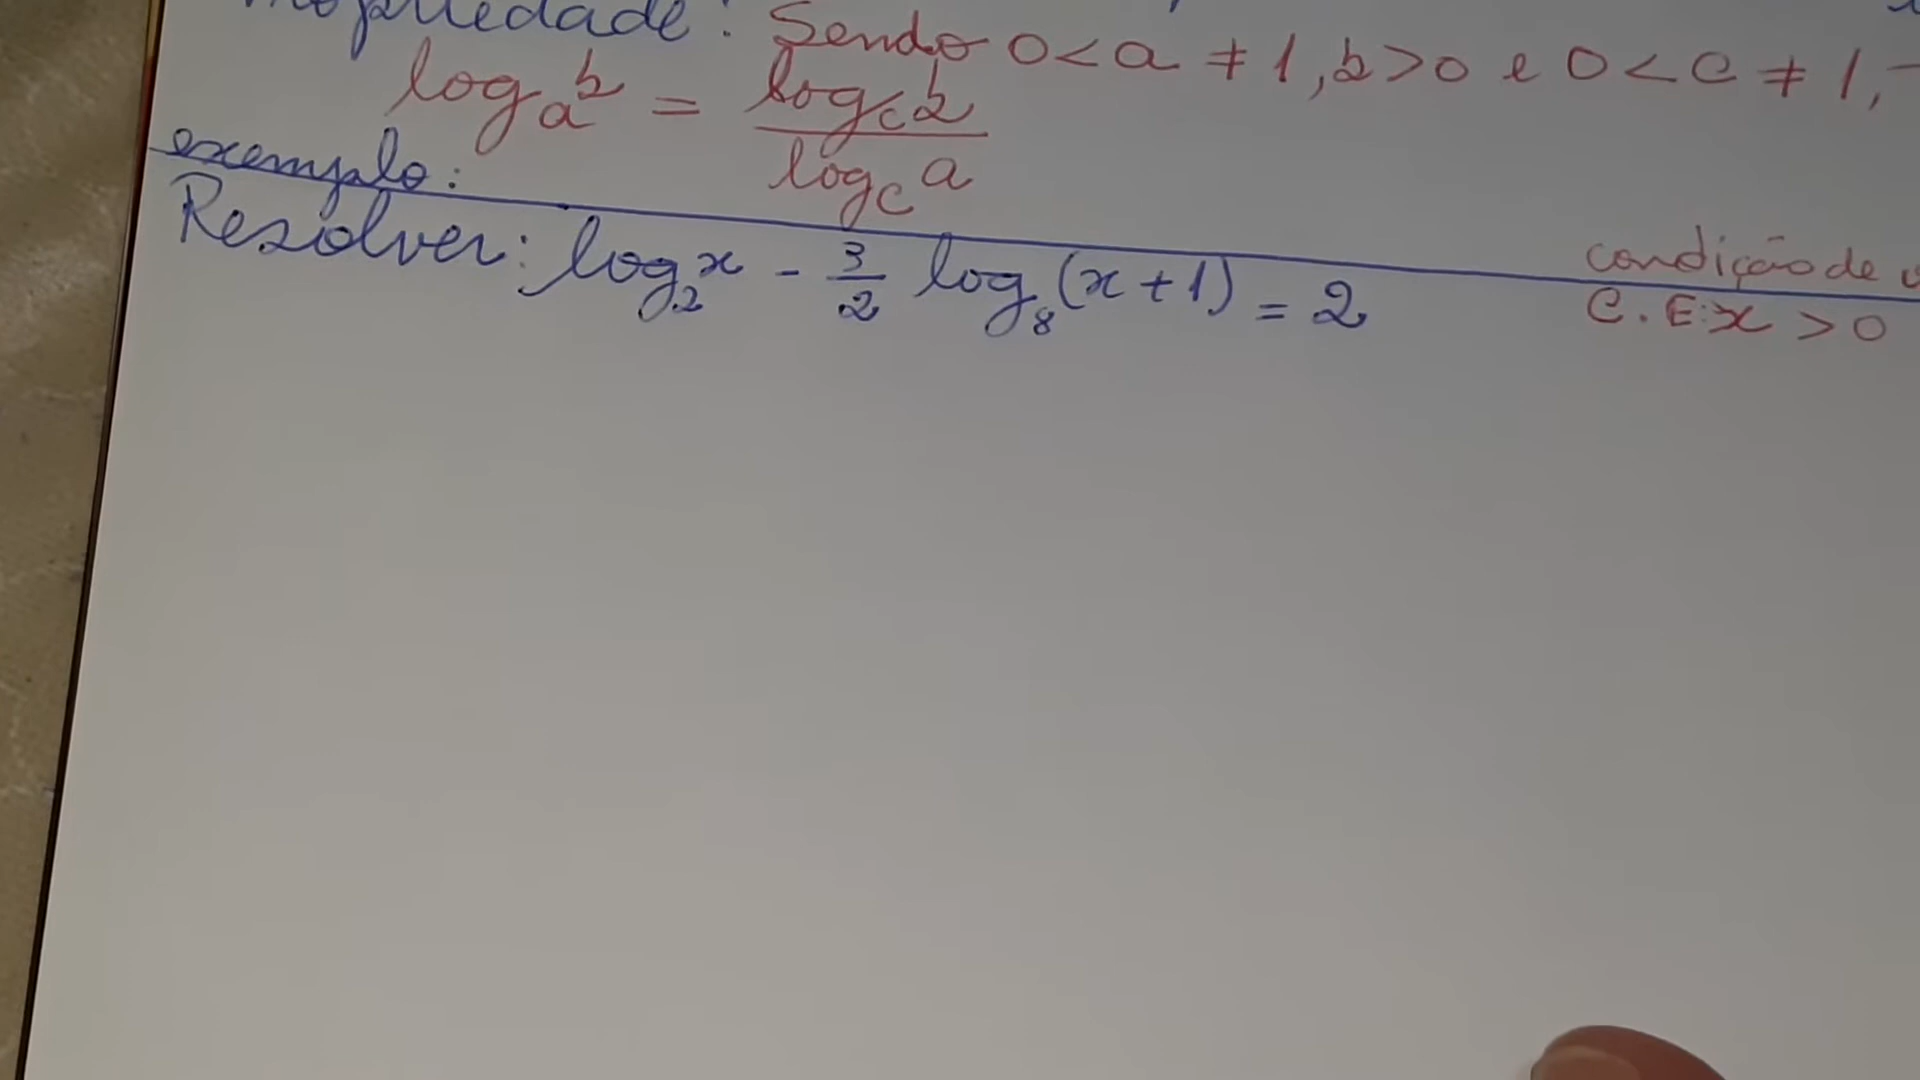 Propriedade: Sendo 0 < a ≠ 1, b > 0 e 0 < c ≠ 1,
log_a b = log_c b / log_c a
exemplo:
Resolver: log_2 x - 3/2 log_8 (x + 1) = 2
condição de
C.E: x > 0